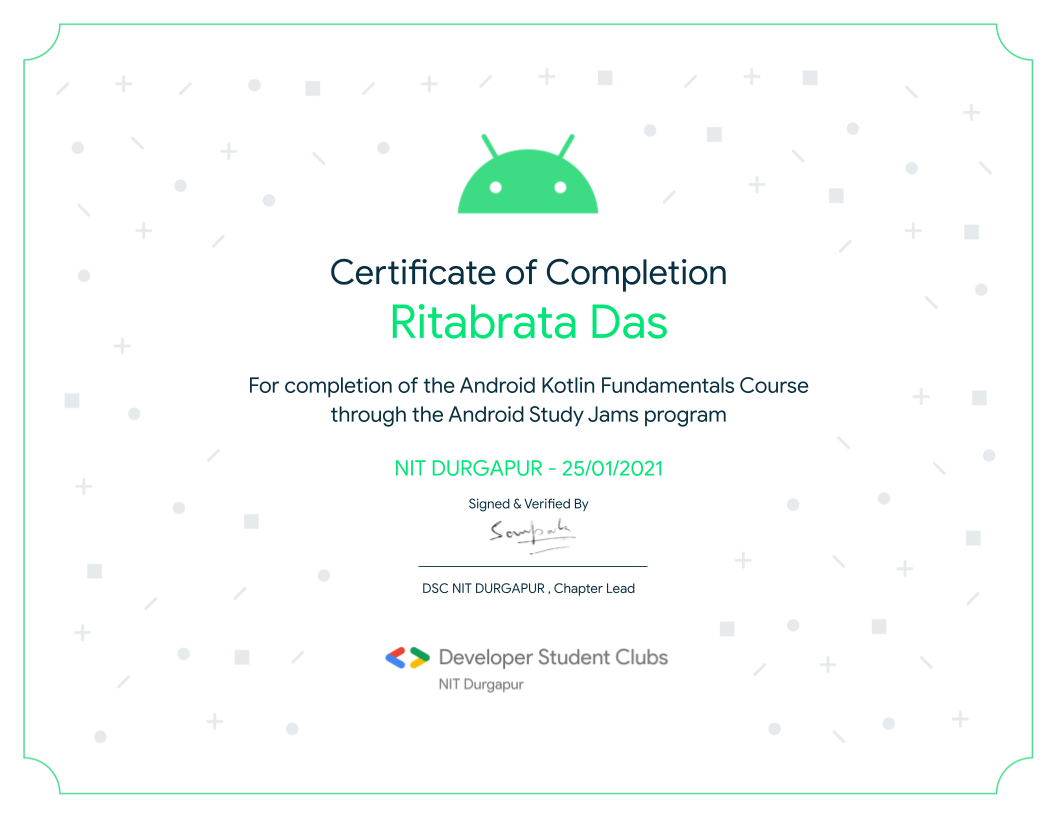 Certificate of Completion
Ritabrata Das
For completion of the Android Kotlin Fundamentals Course
through the Android Study Jams program
NIT DURGAPUR - 25/01/2021
Signed & Verified By
DSC NIT DURGAPUR , Chapter Lead
Developer Student Clubs
NIT Durgapur